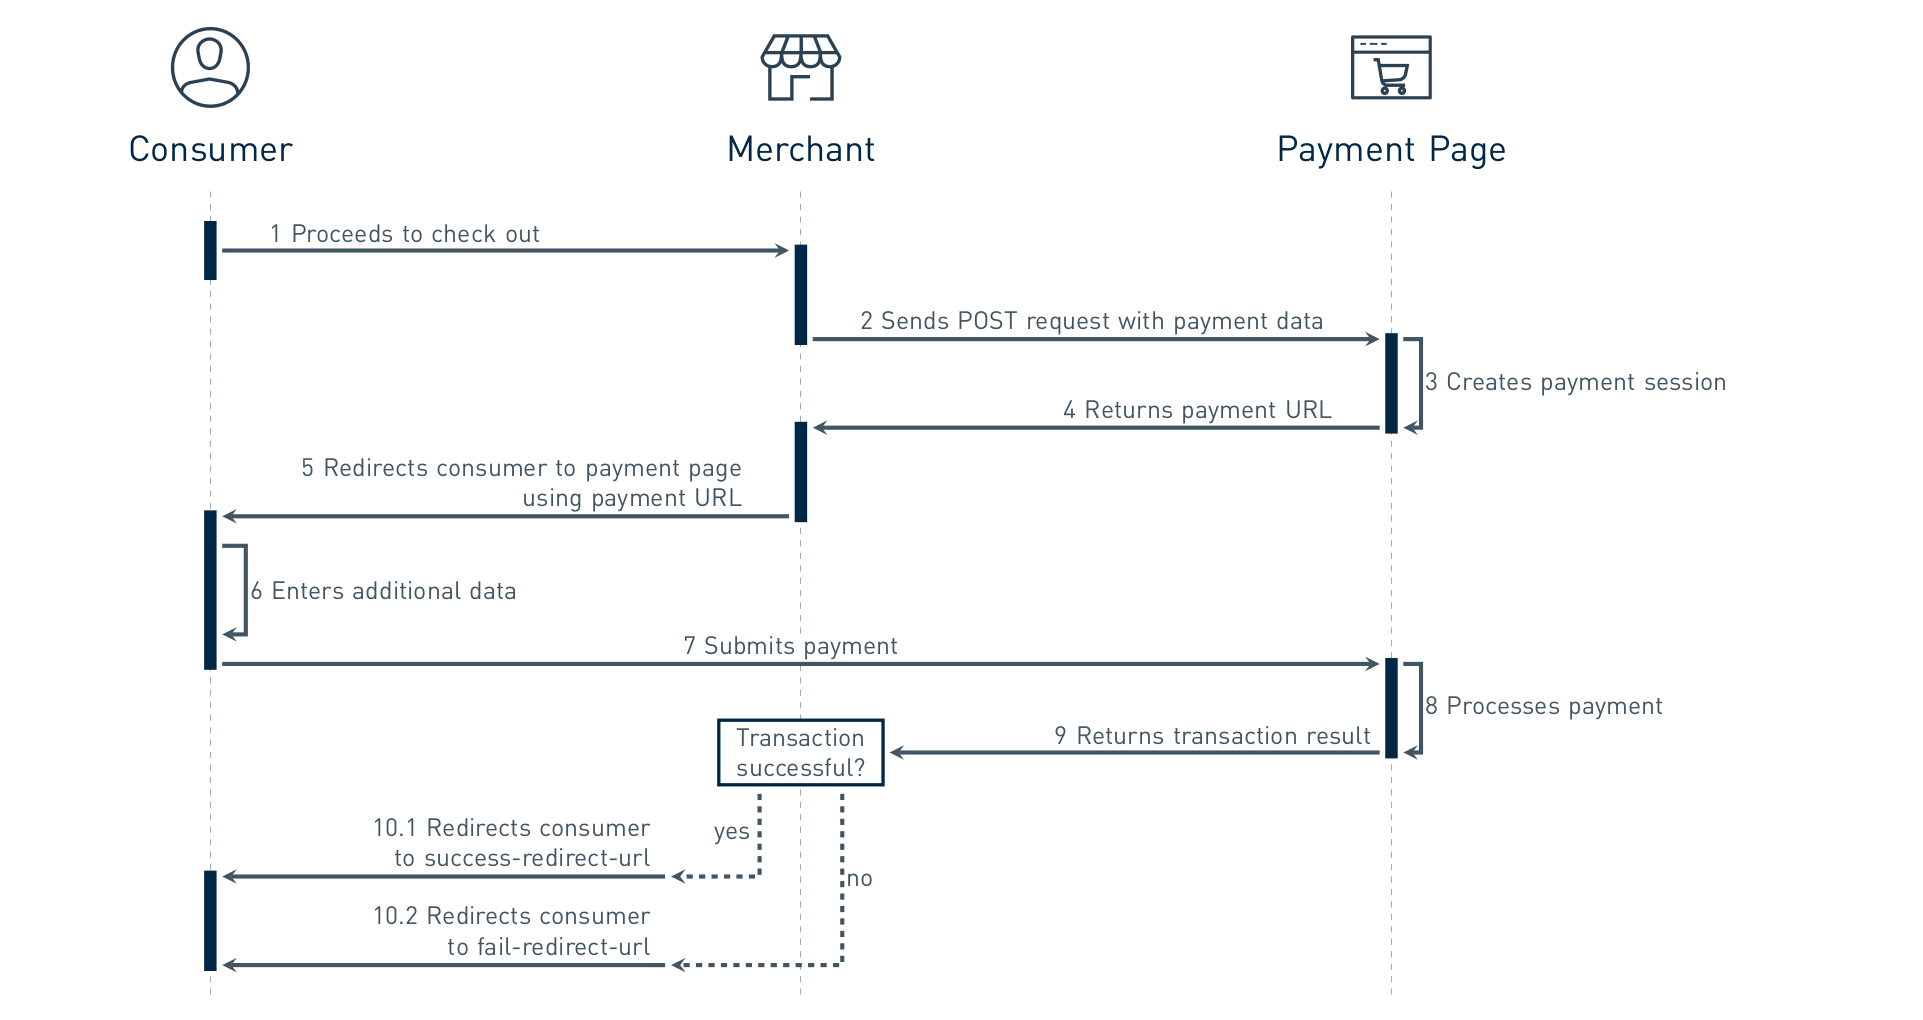 Consumer
Merchant
Payment Page
1 Proceeds to check out
2 Sends POST request with payment data
3 Creates payment session
4 Returns payment URL
5 Redirects consumer to payment page
using payment URL
6 Enters additional data
7 Submits payment
8 Processes payment
9 Returns transaction result
Transaction
successful?
yes
10.1 Redirects consumer
to success-redirect-url
no
10.2 Redirects consumer
to fail-redirect-url